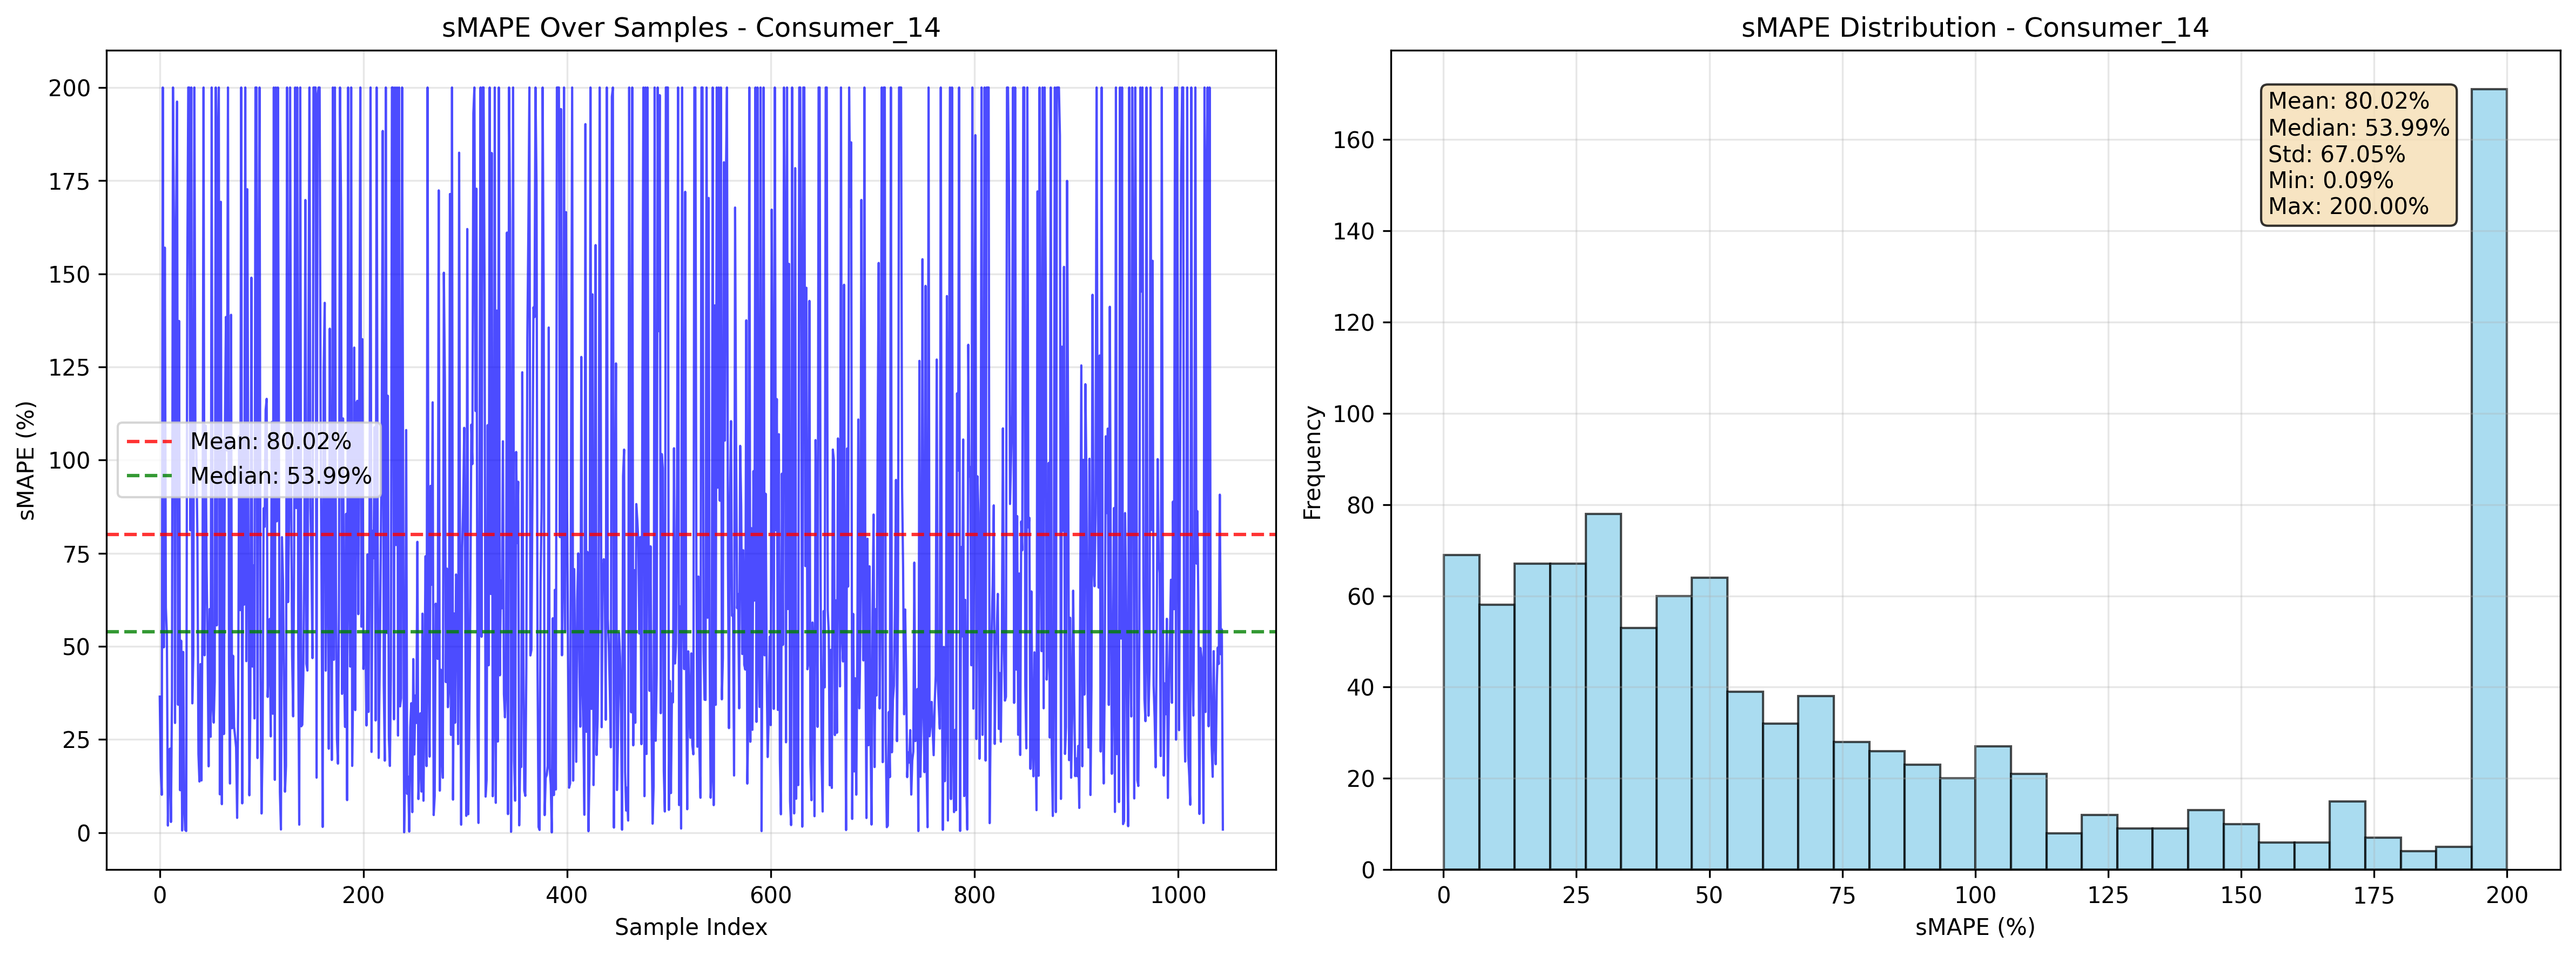 sMAPE Over Samples - Consumer_14
sMAPE (%)
200
175
150
125
100
75
50
25
0
Mean: 80.02%
Median: 53.99%
0
200
400
600
800
1000
Sample Index
sMAPE Distribution - Consumer_14
Frequency
160
140
120
100
80
60
40
20
0
Mean: 80.02%
Median: 53.99%
Std: 67.05%
Min: 0.09%
Max: 200.00%
0
25
50
75
100
125
150
175
200
sMAPE (%)